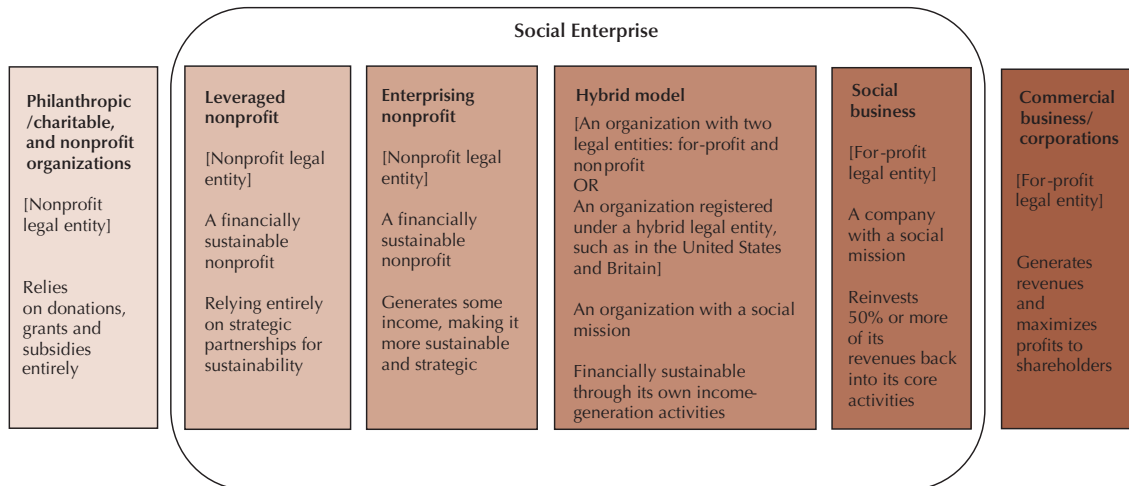 Social Enterprise
Philanthropic
/charitable,
and nonprofit
organizations
[Nonprofit
legal entity]
Relies
on donations,
grants and
subsidies
entirely
Leveraged
nonprofit
[Nonprofit legal
entity]
A financially
sustainable
nonprofit
Relying entirely
on strategic
partnerships for
sustainability
Enterprising
nonprofit
[Nonprofit legal
entity]
A financially
sustainable
nonprofit
Generates some
income, making it
more sustainable
and strategic
Hybrid model
[An organization with two
legal entities: for-profit and
nonprofit
OR
An organization registered
under a hybrid legal entity,
such as in the United States
and Britain]
An organization with a social
mission
Financially sustainable
through its own income-
generation activities
Social
business
[For-profit
legal entity]
A company
with a social
mission
Reinvests
50% or more
of its
revenues back
into its core
activities
Commercial
business/
corporations
[For-profit
legal entity]
Generates
revenues
and
maximizes
profits to
shareholders